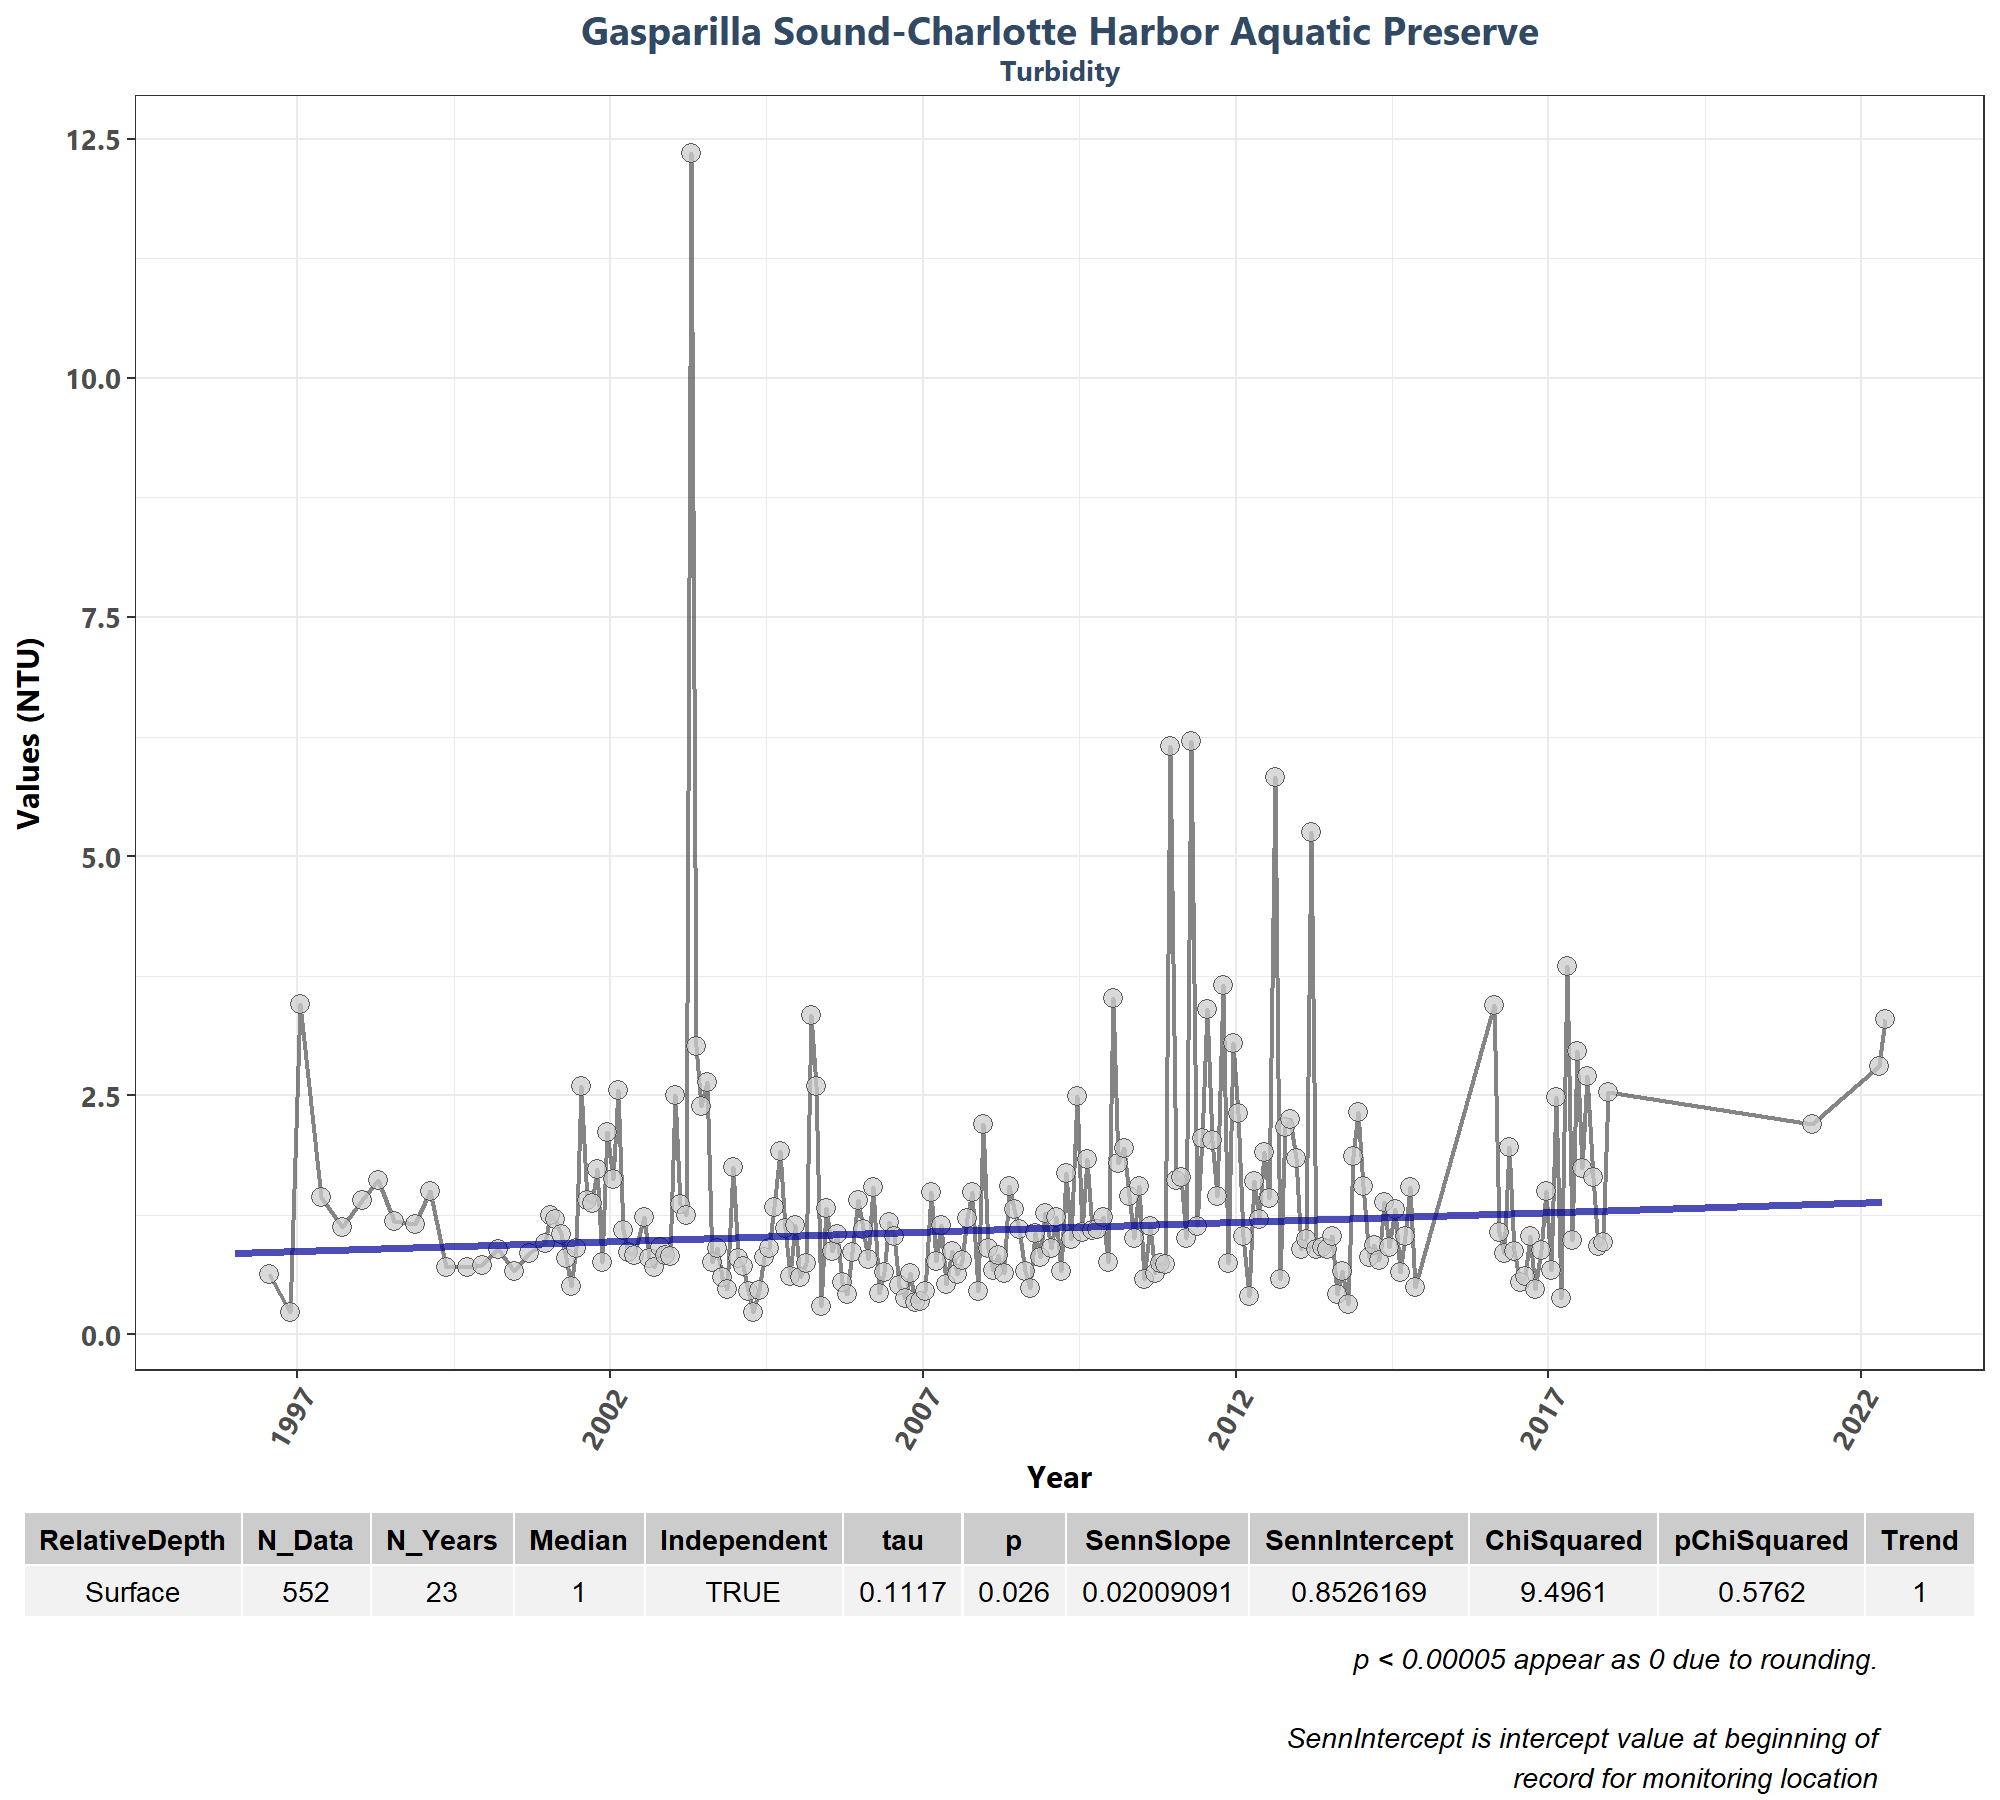 Gasparilla Sound-Charlotte Harbor Aquatic Preserve
Turbidity
Values (NTU)
12.5
10.0
7.5
5.0
2.5
0.0
1997 2002 2007 2012 2017 2022
Year
RelativeDepth N_Data N_Years Median Independent tau p SennSlope SennIntercept ChiSquared pChiSquared Trend
Surface 552 23 1 TRUE 0.1117 0.026 0.02009091 0.8526169 9.4961 0.5762 1
p < 0.00005 appear as 0 due to rounding.
SennIntercept is intercept value at beginning of
record for monitoring location